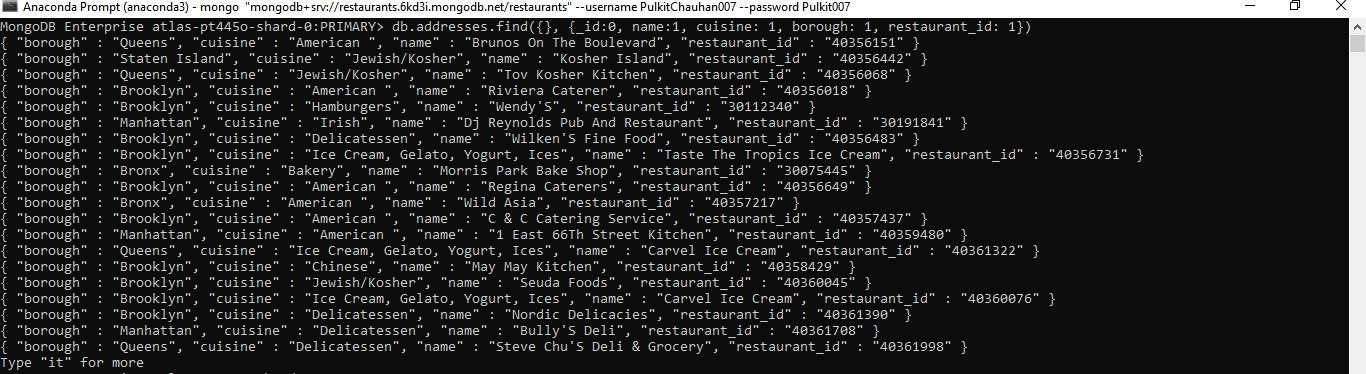 Anaconda Prompt (anaconda3) - mongo "mongodb+srv://restaurants.6kd3i.mongodb.net/restaurants" --username PulkitChauhan007 --password Pulkit007
MongoDB Enterprise atlas-pt445o-shard-0:PRIMARY> db.addresses.find({}, {_id:0, name:1, cuisine: 1, borough: 1, restaurant_id: 1})
{ "borough" : "Queens", "cuisine" : "American ", "name" : "Brunos On The Boulevard", "restaurant_id" : "40356151" }
{ "borough" : "Staten Island", "cuisine" : "Jewish/Kosher", "name" : "Kosher Island", "restaurant_id" : "40356442" }
{ "borough" : "Queens", "cuisine" : "Jewish/Kosher", "name" : "Tov Kosher Kitchen", "restaurant_id" : "40356068" }
{ "borough" : "Brooklyn", "cuisine" : "American ", "name" : "Riviera Caterer", "restaurant_id" : "40356018" }
{ "borough" : "Brooklyn", "cuisine" : "Hamburgers", "name" : "Wendy'S", "restaurant_id" : "30112340" }
{ "borough" : "Manhattan", "cuisine" : "Irish", "name" : "Dj Reynolds Pub And Restaurant", "restaurant_id" : "30191841" }
{ "borough" : "Brooklyn", "cuisine" : "Delicatessen", "name" : "Wilken'S Fine Food", "restaurant_id" : "40356483" }
{ "borough" : "Brooklyn", "cuisine" : "Ice Cream, Gelato, Yogurt, Ices", "name" : "Taste The Tropics Ice Cream", "restaurant_id" : "40356731" }
{ "borough" : "Bronx", "cuisine" : "Bakery", "name" : "Morris Park Bake Shop", "restaurant_id" : "30075445" }
{ "borough" : "Brooklyn", "cuisine" : "American ", "name" : "Regina Caterers", "restaurant_id" : "40356649" }
{ "borough" : "Bronx", "cuisine" : "American ", "name" : "Wild Asia", "restaurant_id" : "40357217" }
{ "borough" : "Brooklyn", "cuisine" : "American ", "name" : "C & C Catering Service", "restaurant_id" : "40357437" }
{ "borough" : "Manhattan", "cuisine" : "American ", "name" : "1 East 66Th Street Kitchen", "restaurant_id" : "40359480" }
{ "borough" : "Queens", "cuisine" : "Ice Cream, Gelato, Yogurt, Ices", "name" : "Carvel Ice Cream", "restaurant_id" : "40361322" }
{ "borough" : "Brooklyn", "cuisine" : "Chinese", "name" : "May May Kitchen", "restaurant_id" : "40358429" }
{ "borough" : "Brooklyn", "cuisine" : "Jewish/Kosher", "name" : "Seuda Foods", "restaurant_id" : "40360045" }
{ "borough" : "Brooklyn", "cuisine" : "Ice Cream, Gelato, Yogurt, Ices", "name" : "Carvel Ice Cream", "restaurant_id" : "40360076" }
{ "borough" : "Brooklyn", "cuisine" : "Delicatessen", "name" : "Nordic Delicacies", "restaurant_id" : "40361390" }
{ "borough" : "Manhattan", "cuisine" : "Delicatessen", "name" : "Bully'S Deli", "restaurant_id" : "40361708" }
{ "borough" : "Queens", "cuisine" : "Delicatessen", "name" : "Steve Chu'S Deli & Grocery", "restaurant_id" : "40361998" }
Type "it" for more